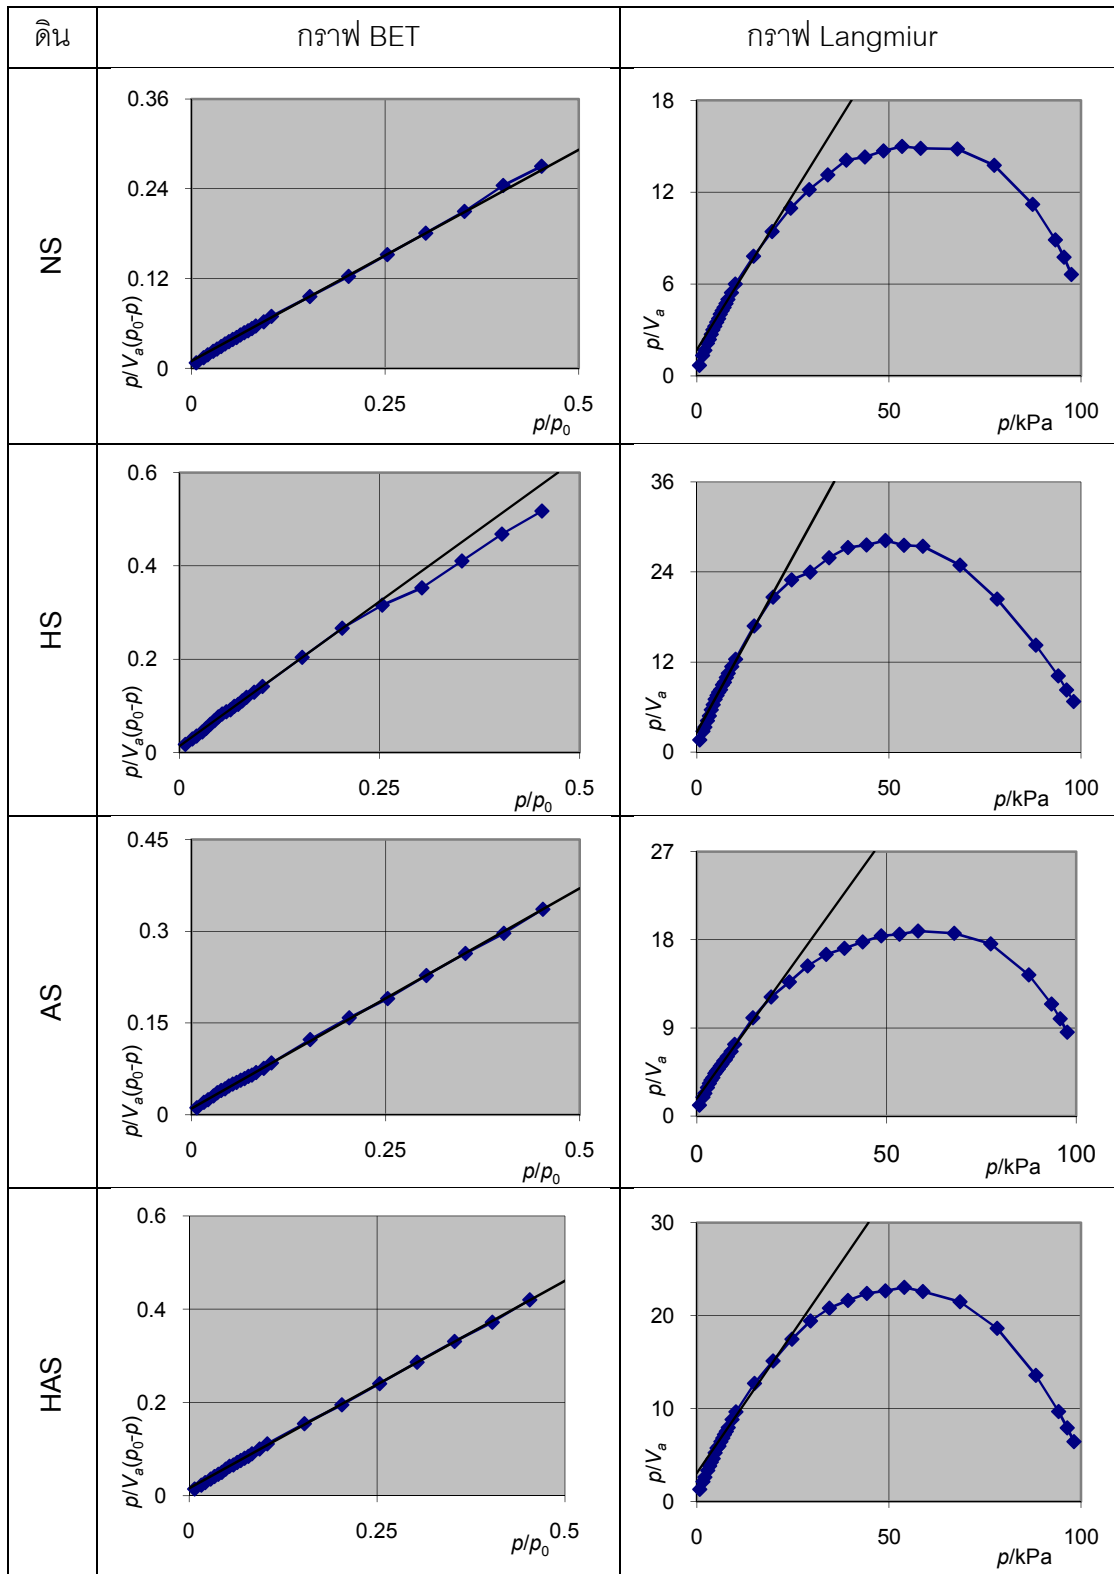 ดิน กราฟ BET กราฟ Langmiur
NS
p/Vₐ(p₀-p)
0.36
0.24
0.12
0
0 0.25 0.5
p/p₀
p/Vₐ
18
12
6
0
0 50 100
p/kPa
HS
p/Vₐ(p₀-p)
0.6
0.4
0.2
0
0 0.25 0.5
p/p₀
p/Vₐ
36
24
12
0
0 50 100
p/kPa
AS
p/Vₐ(p₀-p)
0.45
0.3
0.15
0
0 0.25 0.5
p/p₀
p/Vₐ
27
18
9
0
0 50 100
p/kPa
HAS
p/Vₐ(p₀-p)
0.6
0.4
0.2
0
0 0.25 0.5
p/p₀
p/Vₐ
30
20
10
0
0 50 100
p/kPa